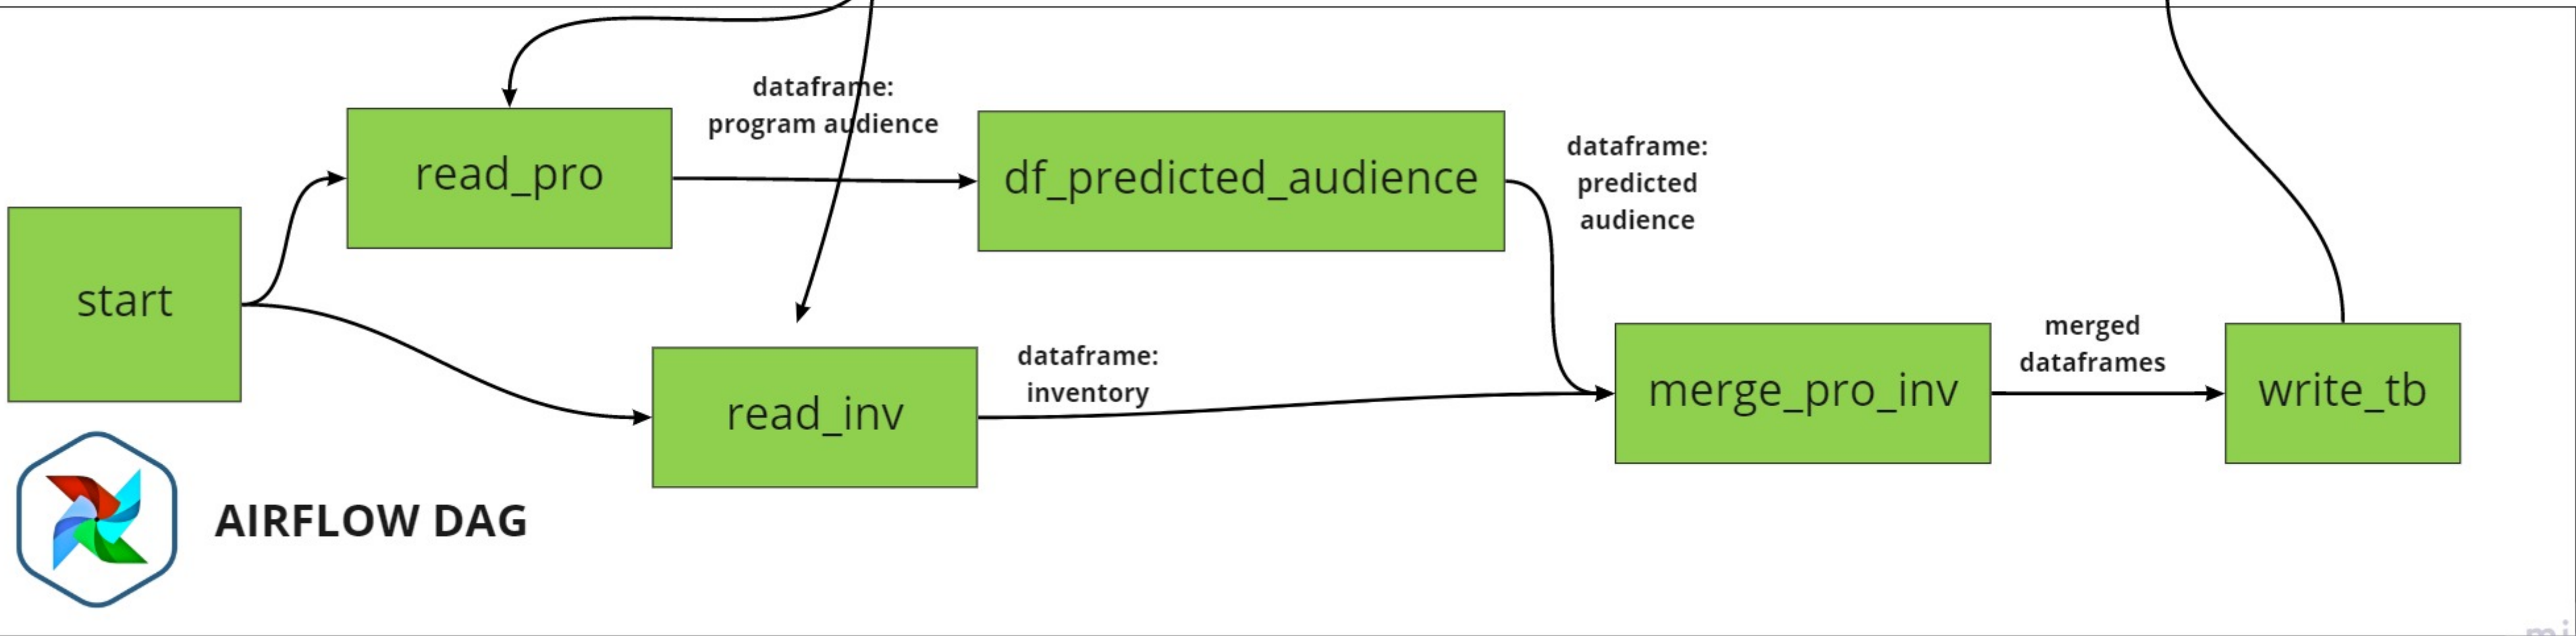 dataframe:
program audience
read_pro
df_predicted_audience
dataframe:
predicted
audience
start
dataframe:
inventory
read_inv
merged
dataframes
merge_pro_inv
write_tb
AIRFLOW DAG